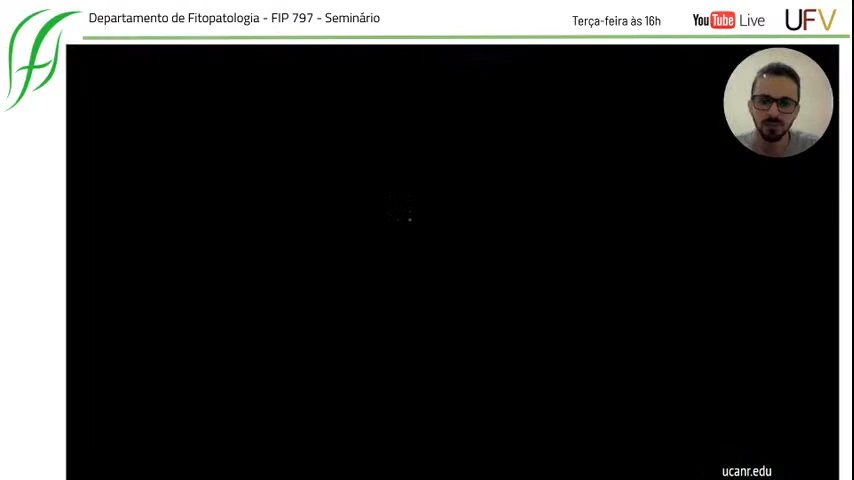 Departamento de Fitopatologia - FIP 797 - Seminário
Terça-feira às 16h
YouTube Live
UFV
ucanr.edu